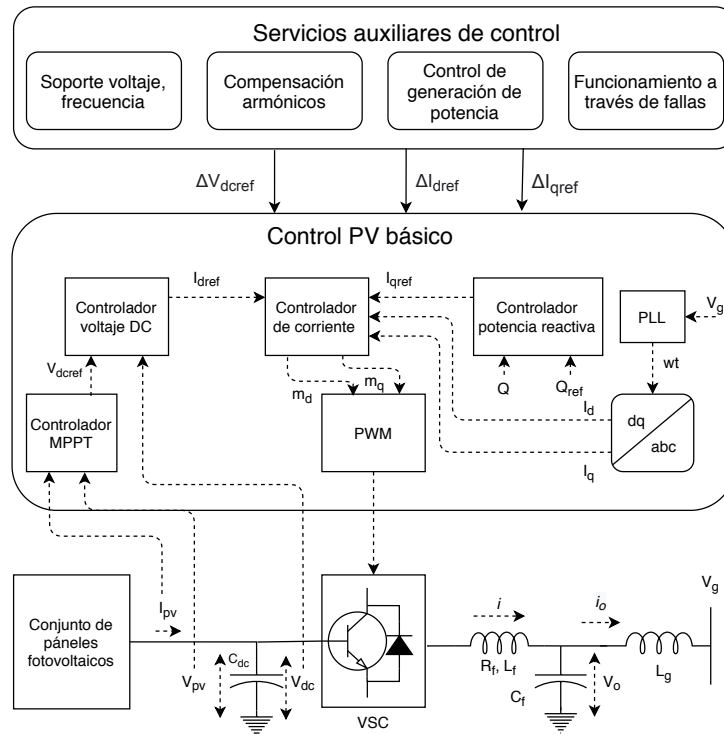 Servicios auxiliares de control
Soporte voltaje,
frecuencia
Compensación
armónicos
Control de
generación de
potencia
Funcionamiento a
través de fallas
ΔVdcref
ΔIdref
ΔIqref
Control PV básico
Controlador
voltaje DC
Idref
Controlador
de corriente
Iqref
Controlador
potencia reactiva
PLL
Vg
Vdcref
md
mq
Q
Qref
wt
Controlador
MPPT
PWM
Id
dq
abc
Iq
Conjunto de
páneles
fotovoltaicos
Ipv
Vpv
Cdc
Vdc
VSC
i
Rf, Lf
Cf
io
Vo
Lg
Vg